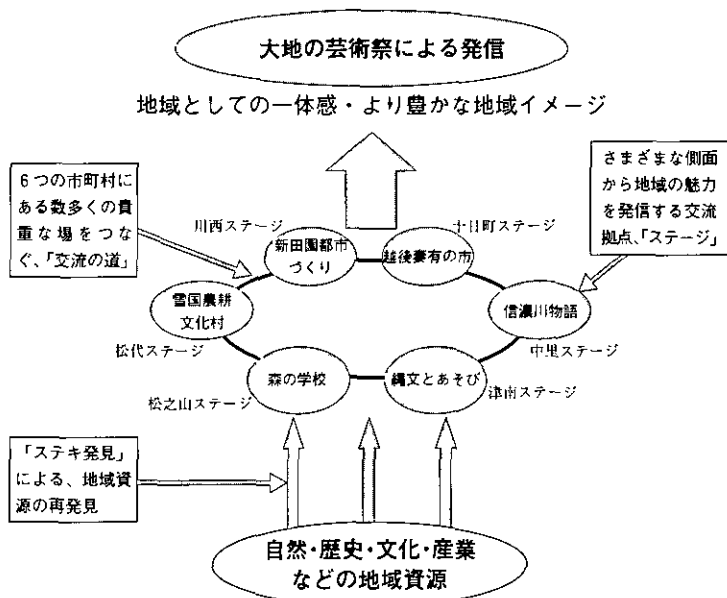 大地の芸術祭による発信
地域としての一体感・より豊かな地域イメージ
6つの市町村に
ある数多くの貴
重な場をつな
ぐ、「交流の道」
さまざまな側面
から地域の魅力
を発信する交流
拠点、「ステージ」
川西ステージ
十日町ステージ
新田園都市
づくり
越後妻有の市
雪国農耕
文化村
信濃川物語
松代ステージ
中里ステージ
森の学校
縄文とあそび
松之山ステージ
津南ステージ
「ステキ発見」
による、地域資
源の再発見
自然・歴史・文化・産業
などの地域資源